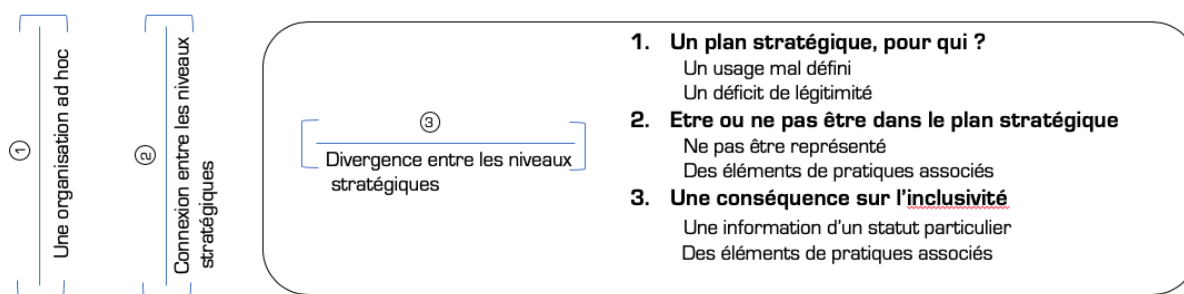 ①
Une organisation ad hoc
②
Connexion entre les niveaux
stratégiques
③
Divergence entre les niveaux
stratégiques
1. Un plan stratégique, pour qui ?
Un usage mal défini
Un déficit de légitimité
2. Etre ou ne pas être dans le plan stratégique
Ne pas être représenté
Des éléments de pratiques associés
3. Une conséquence sur l’inclusivité
Une information d’un statut particulier
Des éléments de pratiques associés